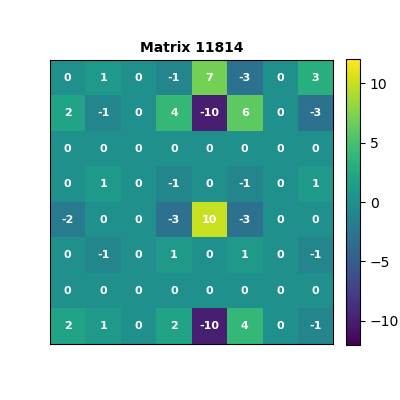 Matrix 11814
0 1 0 -1 7 -3 0 3
2 -1 0 4 -10 6 0 -3
0 0 0 0 0 0 0 0
0 1 0 -1 0 -1 0 1
-2 0 0 -3 10 -3 0 0
0 -1 0 1 0 1 0 -1
0 0 0 0 0 0 0 0
2 1 0 2 -10 4 0 -1
10
5
0
−5
−10